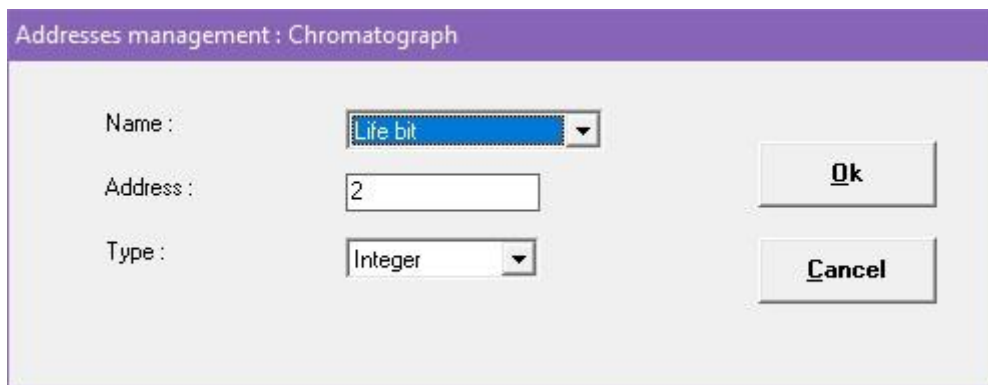 Addresses management : Chromatograph
Name :
Life bit
Address :
2
Type :
Integer
Ok
Cancel